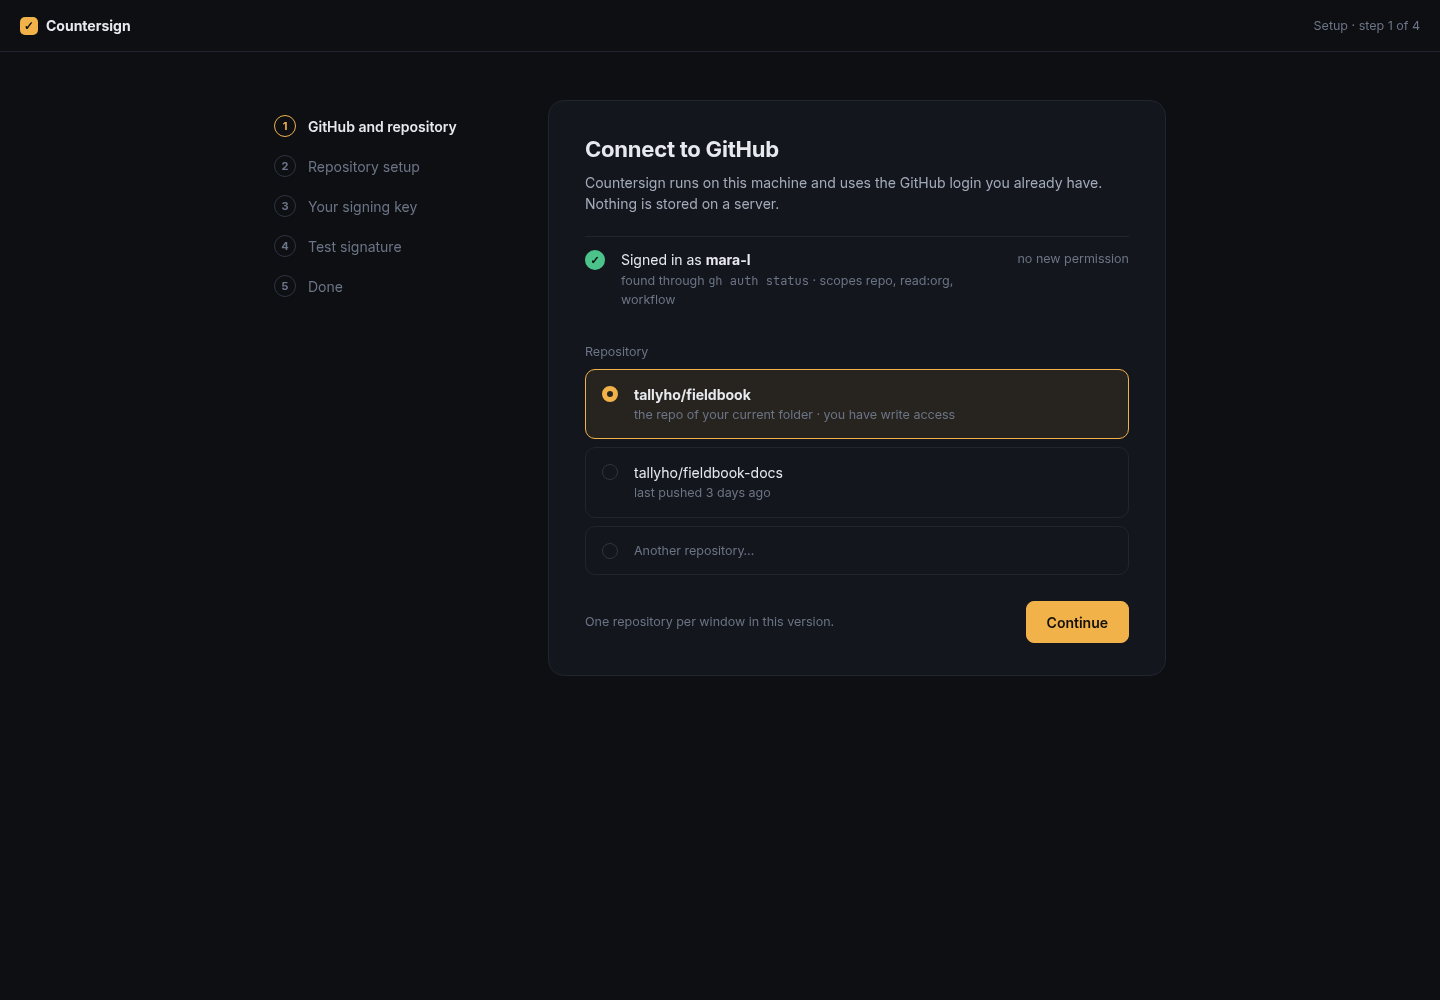 Countersign
Setup · step 1 of 4
1 GitHub and repository
2 Repository setup
3 Your signing key
4 Test signature
5 Done
Connect to GitHub
Countersign runs on this machine and uses the GitHub login you already have.
Nothing is stored on a server.
Signed in as mara-l
no new permission
found through gh auth status · scopes repo, read:org,
workflow
Repository
tallyho/fieldbook
the repo of your current folder · you have write access
tallyho/fieldbook-docs
last pushed 3 days ago
Another repository...
One repository per window in this version.
Continue